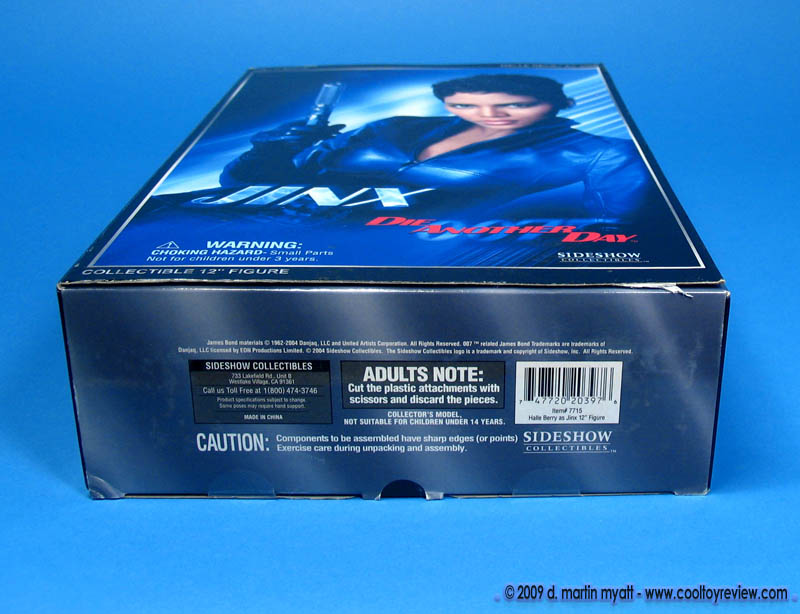 JINX
DIE ANOTHER DAY
WARNING:
CHOKING HAZARD- Small Parts
Not for children under 3 years.
SIDESHOW
COLLECTIBLES
COLLECTIBLE 12" FIGURE
James Bond materials © 1962-2004 Danjaq, LLC and United Artists Corporation. All Rights Reserved. 007 ™ related James Bond Trademarks are trademarks of
Danjaq, LLC licensed by EON Productions Limited. © 2004 Sideshow Collectibles. The Sideshow Collectibles logo is a trademark and copyright of Sideshow, Inc. All Rights Reserved.
SIDESHOW COLLECTIBLES
733 Lakefield Rd., Unit B
Westlake Village, CA 91361
Call us Toll Free at 1(800) 474-3746
Product specifications subject to change.
Some poses may require hand support.
MADE IN CHINA
ADULTS NOTE:
Cut the plastic attachments with
scissors and discard the pieces.
COLLECTOR'S MODEL,
NOT SUITABLE FOR CHILDREN UNDER 14 YEARS.
7 47720 20397 6
Item# 7715
Halle Berry as Jinx 12" Figure
CAUTION: Components to be assembled have sharp edges (or points)
Exercise care during unpacking and assembly.
SIDESHOW
COLLECTIBLES™
© 2009 d. martin myatt - www.cooltoyreview.com